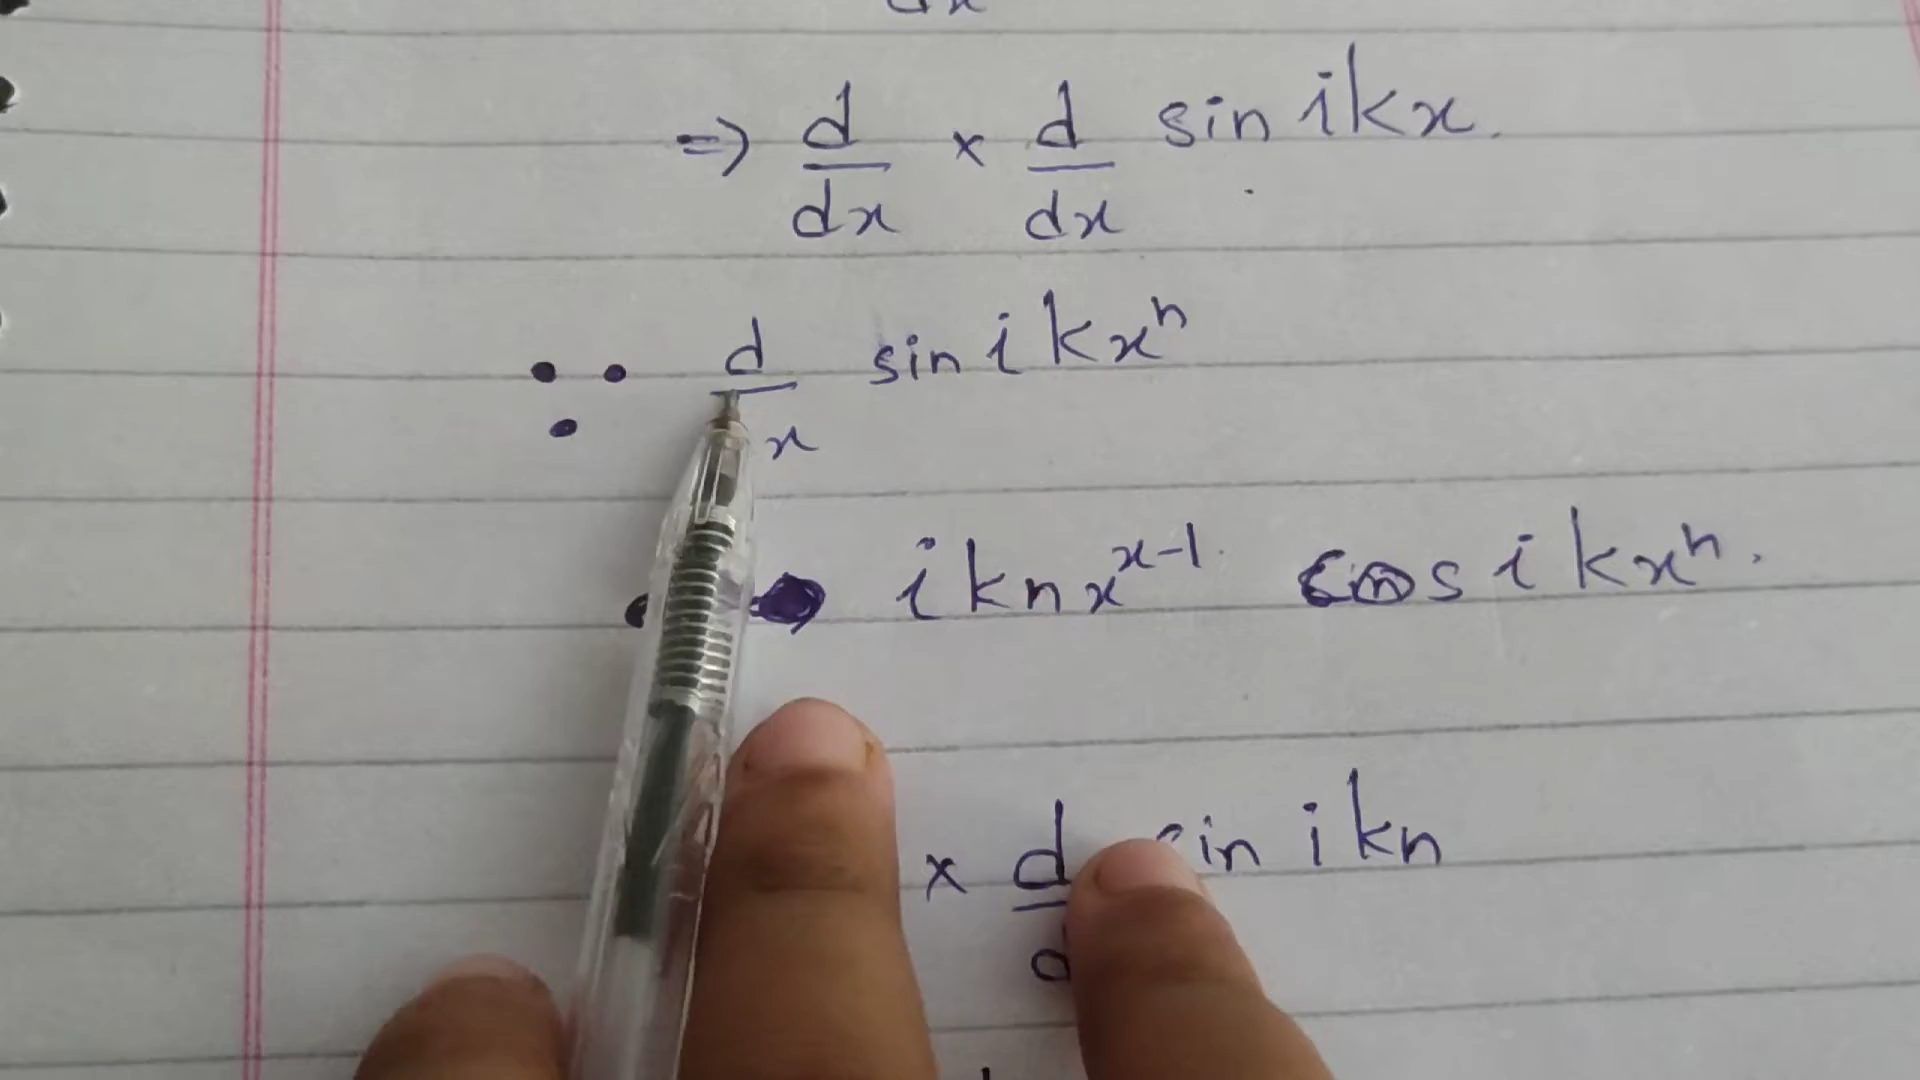 dx
⇒ d/dx × d/dx sin ikx.
∵ d/x sin ikxⁿ
iknx^(x-1) cos ikxⁿ.
× d in ikn